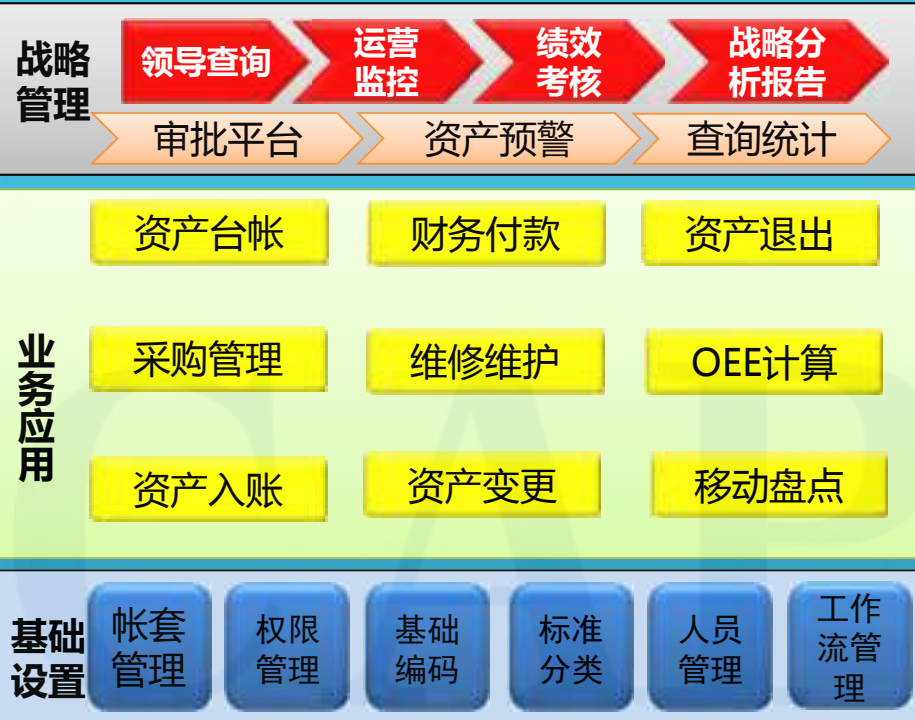 战略
管理
领导查询
运营
监控
绩效
考核
战略分
析报告
审批平台
资产预警
查询统计
业
务
应
用
资产台帐
财务付款
资产退出
采购管理
维修维护
OEE计算
资产入账
资产变更
移动盘点
基础
设置
帐套
管理
权限
管理
基础
编码
标准
分类
人员
管理
工作
流管
理